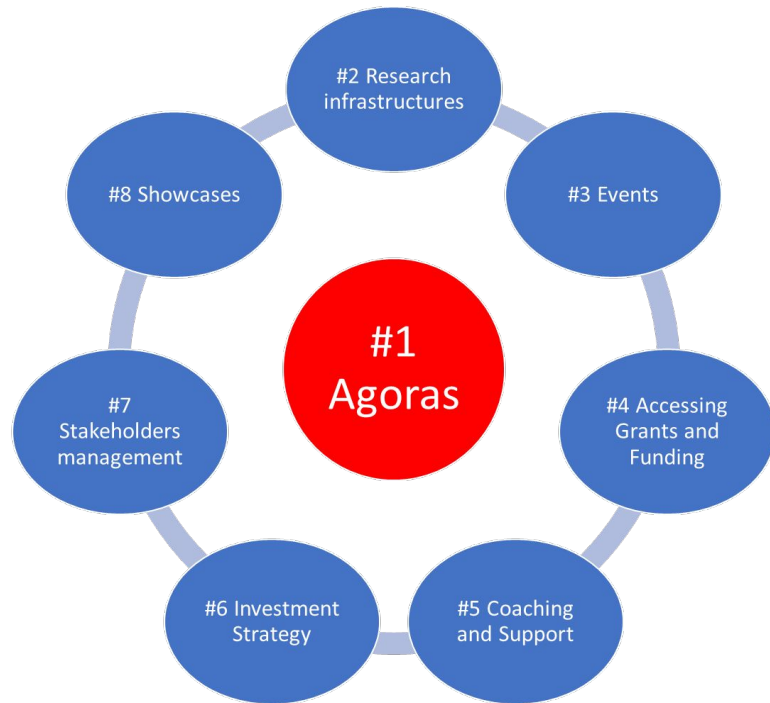 #2 Research
infrastructures
#8 Showcases
#3 Events
#1
Agoras
#7
Stakeholders
management
#4 Accessing
Grants and
Funding
#6 Investment
Strategy
#5 Coaching
and Support